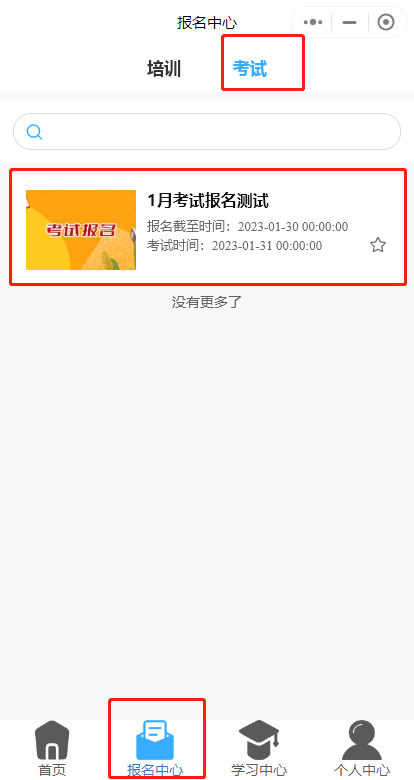 报名中心
培训
考试
考试报名
1月考试报名测试
报名截至时间：2023-01-30 00:00:00
考试时间：2023-01-31 00:00:00
没有更多了
首页
报名中心
学习中心
个人中心